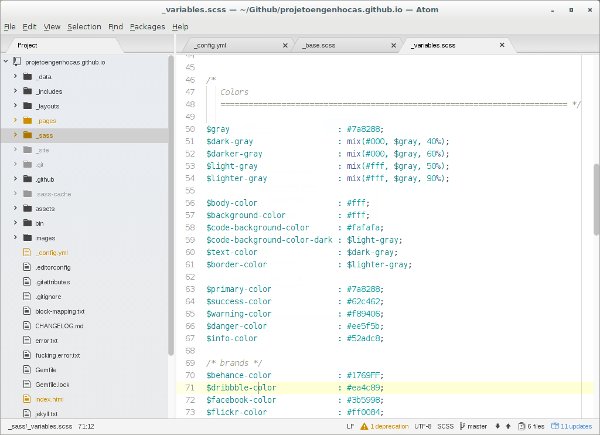 _variables.scss — ~/Github/projetoengenhocas.github.io — Atom
File Edit View Selection Find Packages Help
Project
_config.yml
_base.scss
_variables.scss
projetoengenhocas.github.io
_data
_includes
_layouts
_pages
_sass
_site
.git
.github
.sass-cache
assets
bin
images
_config.yml
.editorconfig
.gitattributes
.gitignore
block-mapping.txt
CHANGELOG.md
error.txt
fucking.error.txt
Gemfile
Gemfile.lock
index.html
jekyll.txt
44
45
46 /*
47 Colors
48 ========================================================================== */
49
50 $gray : #7a8288;
51 $dark-gray : mix(#000, $gray, 40%);
52 $darker-gray : mix(#000, $gray, 60%);
53 $light-gray : mix(#fff, $gray, 50%);
54 $lighter-gray : mix(#fff, $gray, 90%);
55
56 $body-color : #fff;
57 $background-color : #fff;
58 $code-background-color : #fafafa;
59 $code-background-color-dark : $light-gray;
60 $text-color : $dark-gray;
61 $border-color : $lighter-gray;
62
63 $primary-color : #7a8288;
64 $success-color : #62c462;
65 $warning-color : #f89406;
66 $danger-color : #ee5f5b;
67 $info-color : #52adc8;
68
69 /* brands */
70 $behance-color : #1769FF;
71 $dribbble-color : #ea4c89;
72 $facebook-color : #3b5998;
73 $flickr-color : #ff0084;
_sass/_variables.scss 71:12
LF 1 deprecation UTF-8 SCSS master 6 files 11 updates